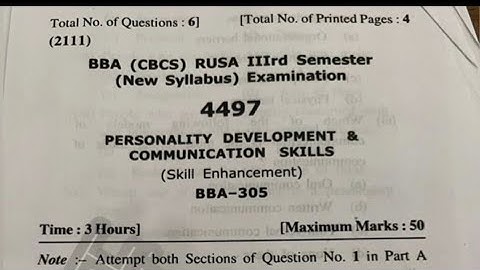 Total No. of Questions : 6] [Total No. of Printed Pages : 4
(2111)
BBA (CBCS) RUSA IIIrd Semester
(New Syllabus) Examination
4497
PERSONALITY DEVELOPMENT &
COMMUNICATION SKILLS
(Skill Enhancement)
BBA–305
Time : 3 Hours] [Maximum Marks : 50
Note :– Attempt both Sections of Question No. 1 in Part A